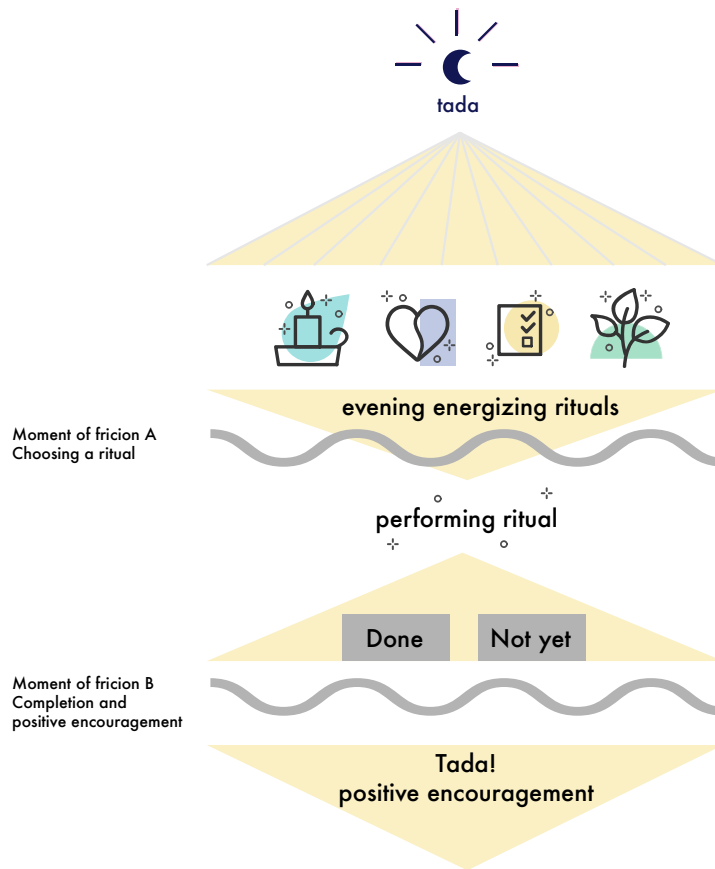 tada
evening energizing rituals
Moment of fricion A
Choosing a ritual
performing ritual
Done
Not yet
Moment of fricion B
Completion and
positive encouragement
Tada!
positive encouragement